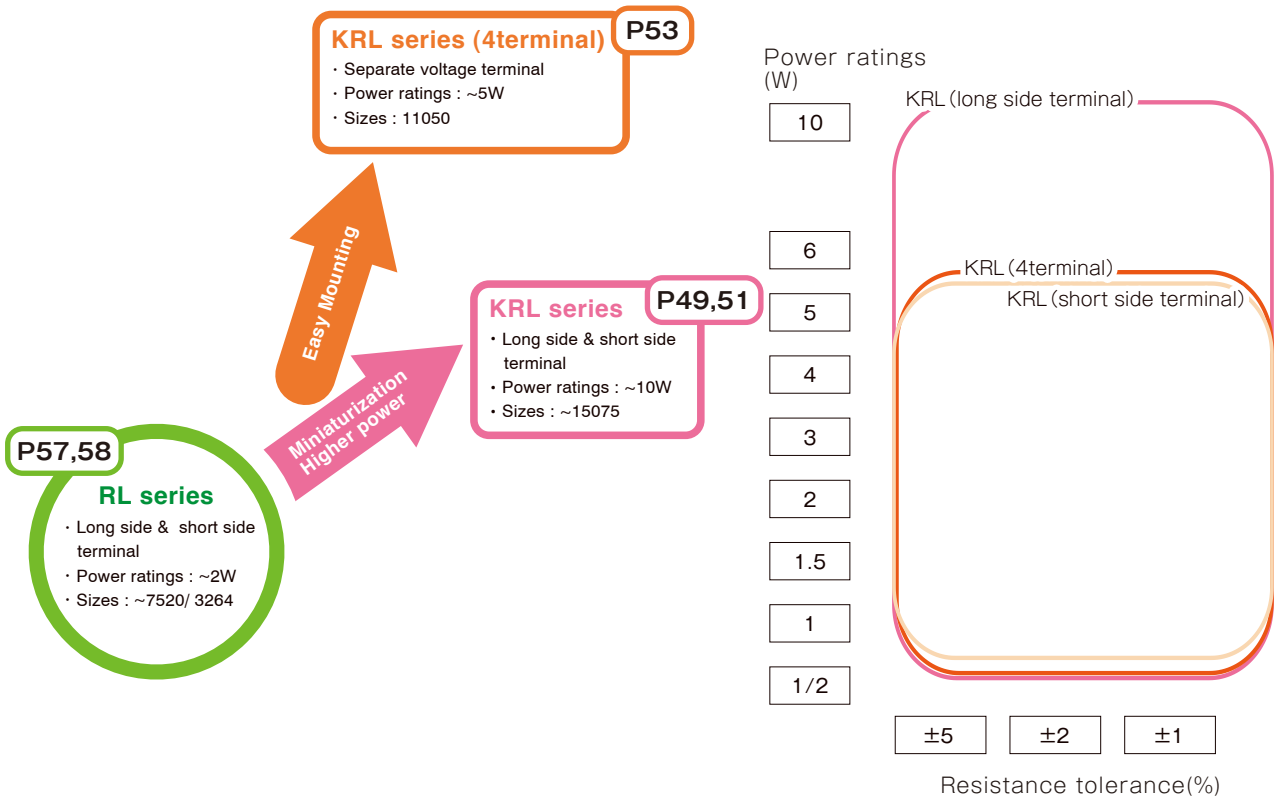 KRL series (4terminal)
P53
· Separate voltage terminal
· Power ratings : ~5W
· Sizes : 11050
Easy Mounting
KRL series
P49,51
· Long side & short side
terminal
· Power ratings : ~10W
· Sizes : ~15075
Miniaturization
Higher power
P57,58
RL series
· Long side & short side
terminal
· Power ratings : ~2W
· Sizes : ~7520/ 3264
Power ratings
(W)
10
6
5
4
3
2
1.5
1
1/2
KRL (long side terminal)
KRL (4terminal)
KRL (short side terminal)
±5
±2
±1
Resistance tolerance(%)